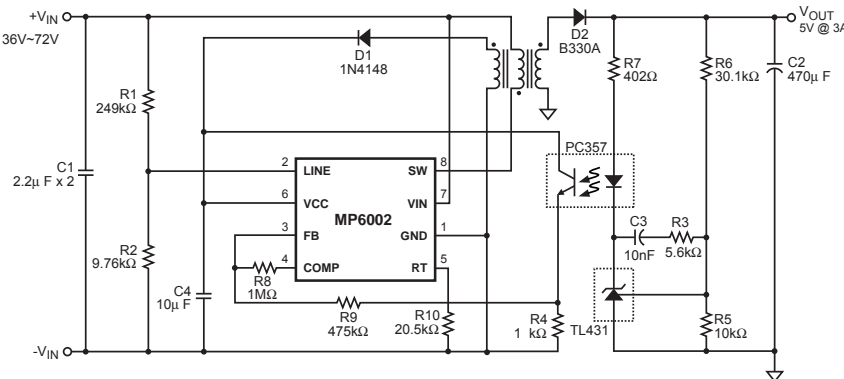 +VIN
36V~72V
D1
1N4148
D2
B330A
VOUT
5V @ 3A
R7
402Ω
R6
30.1kΩ
C2
470µ F
R1
249kΩ
C1
2.2µ F x 2
R2
9.76kΩ
PC357
2
LINE
SW
8
6
VCC
VIN
7
MP6002
3
FB
GND
1
4
COMP
RT
5
R8
1MΩ
C4
10µ F
R9
475kΩ
R10
20.5kΩ
R4
1 kΩ
C3
10nF
R3
5.6kΩ
TL431
R5
10kΩ
-VIN